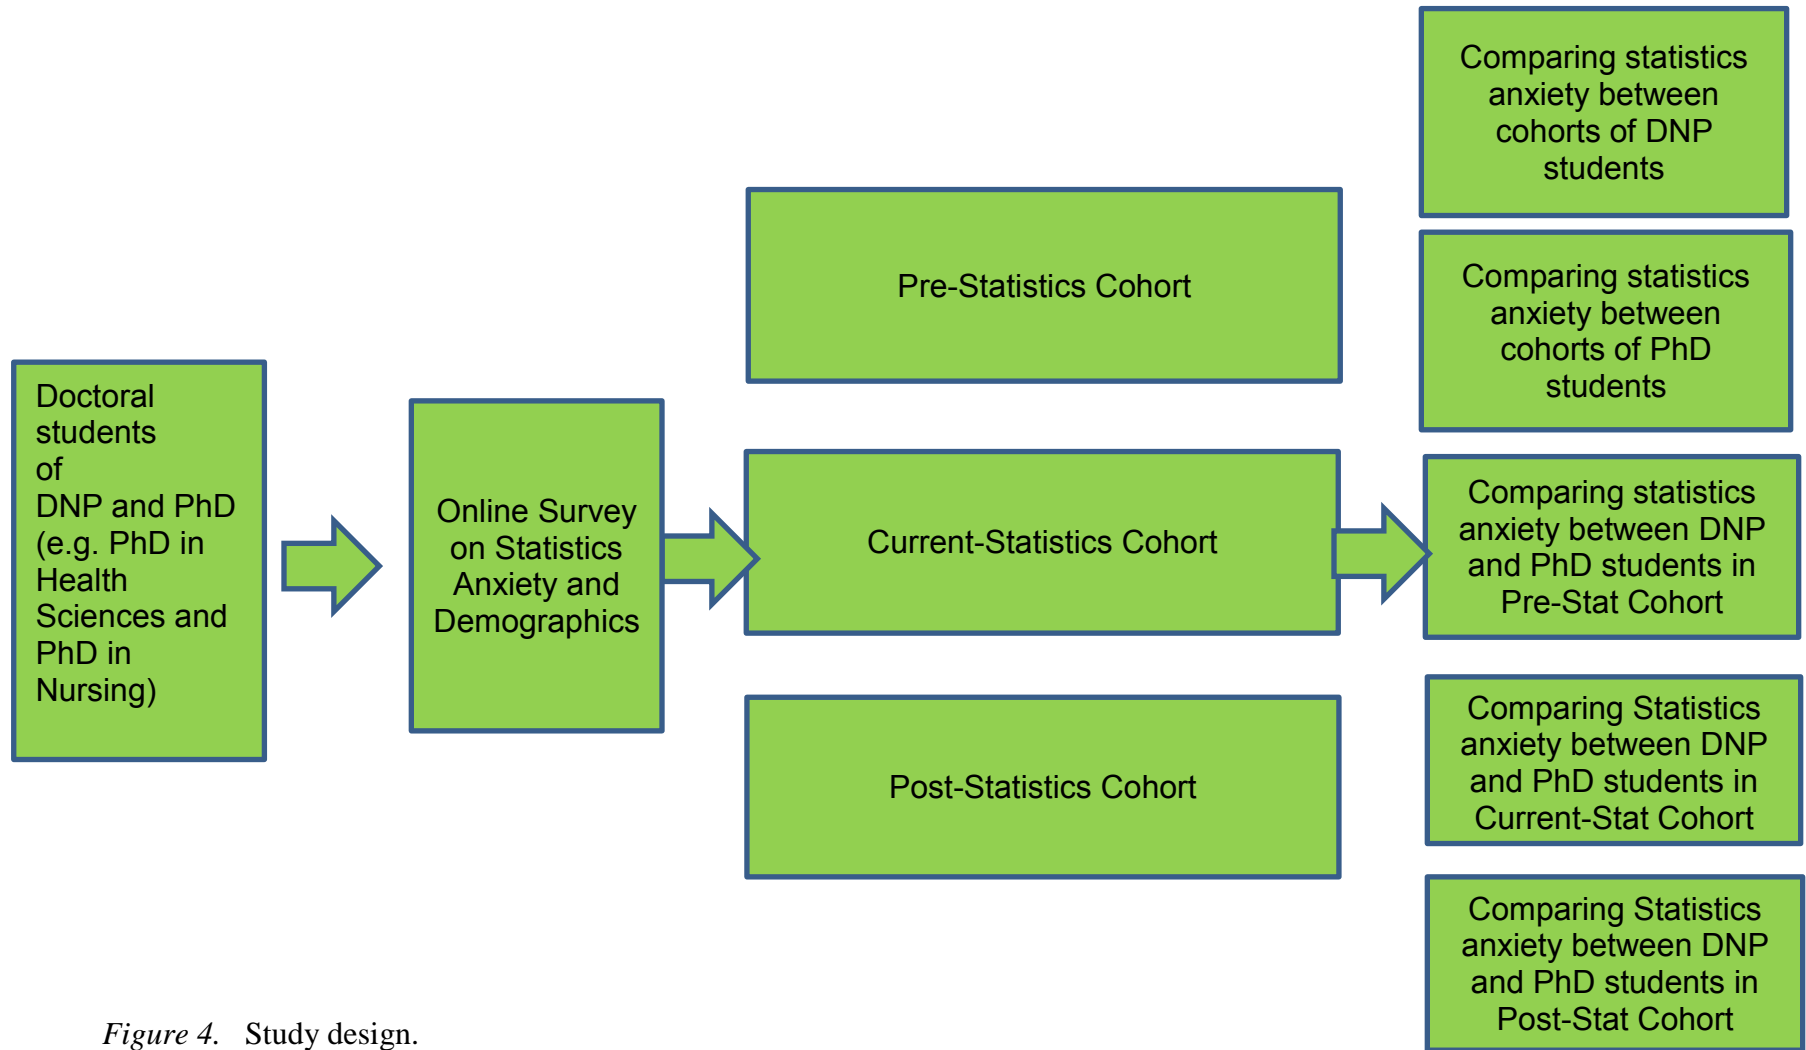 Doctoral
students
of
DNP and PhD
(e.g. PhD in
Health
Sciences and
PhD in
Nursing)
Online Survey
on Statistics
Anxiety and
Demographics
Pre-Statistics Cohort
Current-Statistics Cohort
Post-Statistics Cohort
Comparing statistics
anxiety between
cohorts of DNP
students
Comparing statistics
anxiety between
cohorts of PhD
students
Comparing statistics
anxiety between DNP
and PhD students in
Pre-Stat Cohort
Comparing Statistics
anxiety between DNP
and PhD students in
Current-Stat Cohort
Comparing Statistics
anxiety between DNP
and PhD students in
Post-Stat Cohort
Figure 4. Study design.